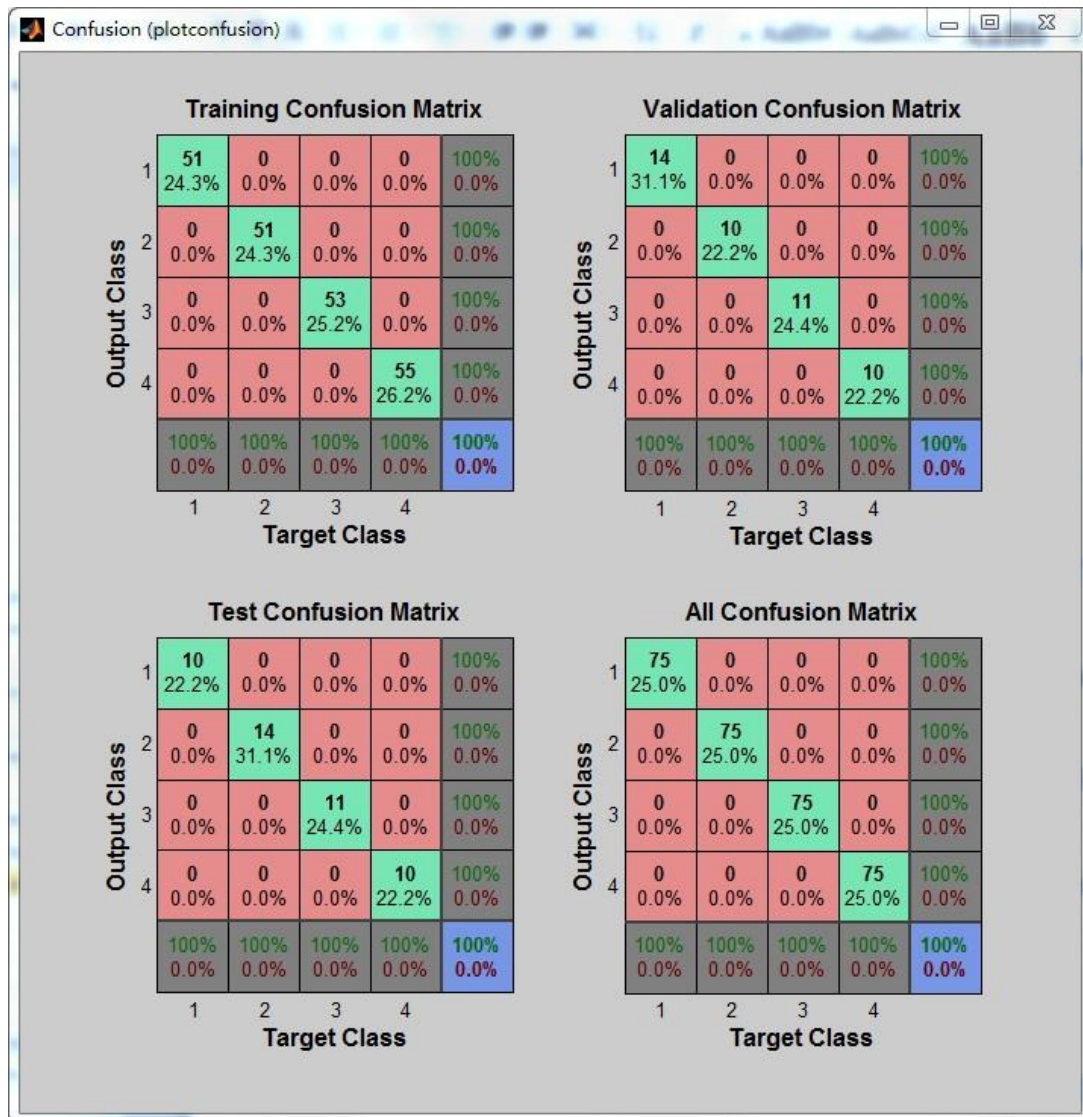 Confusion (plotconfusion)
Training Confusion Matrix
1 51 0 0 0 100%
24.3% 0.0% 0.0% 0.0% 0.0%
2 0 51 0 0 100%
0.0% 24.3% 0.0% 0.0% 0.0%
3 0 0 53 0 100%
0.0% 0.0% 25.2% 0.0% 0.0%
4 0 0 0 55 100%
0.0% 0.0% 0.0% 26.2% 0.0%
100% 100% 100% 100% 100%
0.0% 0.0% 0.0% 0.0% 0.0%
1 2 3 4
Target Class
Output Class
Validation Confusion Matrix
1 14 0 0 0 100%
31.1% 0.0% 0.0% 0.0% 0.0%
2 0 10 0 0 100%
0.0% 22.2% 0.0% 0.0% 0.0%
3 0 0 11 0 100%
0.0% 0.0% 24.4% 0.0% 0.0%
4 0 0 0 10 100%
0.0% 0.0% 0.0% 22.2% 0.0%
100% 100% 100% 100% 100%
0.0% 0.0% 0.0% 0.0% 0.0%
1 2 3 4
Target Class
Output Class
Test Confusion Matrix
1 10 0 0 0 100%
22.2% 0.0% 0.0% 0.0% 0.0%
2 0 14 0 0 100%
0.0% 31.1% 0.0% 0.0% 0.0%
3 0 0 11 0 100%
0.0% 0.0% 24.4% 0.0% 0.0%
4 0 0 0 10 100%
0.0% 0.0% 0.0% 22.2% 0.0%
100% 100% 100% 100% 100%
0.0% 0.0% 0.0% 0.0% 0.0%
1 2 3 4
Target Class
Output Class
All Confusion Matrix
1 75 0 0 0 100%
25.0% 0.0% 0.0% 0.0% 0.0%
2 0 75 0 0 100%
0.0% 25.0% 0.0% 0.0% 0.0%
3 0 0 75 0 100%
0.0% 0.0% 25.0% 0.0% 0.0%
4 0 0 0 75 100%
0.0% 0.0% 0.0% 25.0% 0.0%
100% 100% 100% 100% 100%
0.0% 0.0% 0.0% 0.0% 0.0%
1 2 3 4
Target Class
Output Class